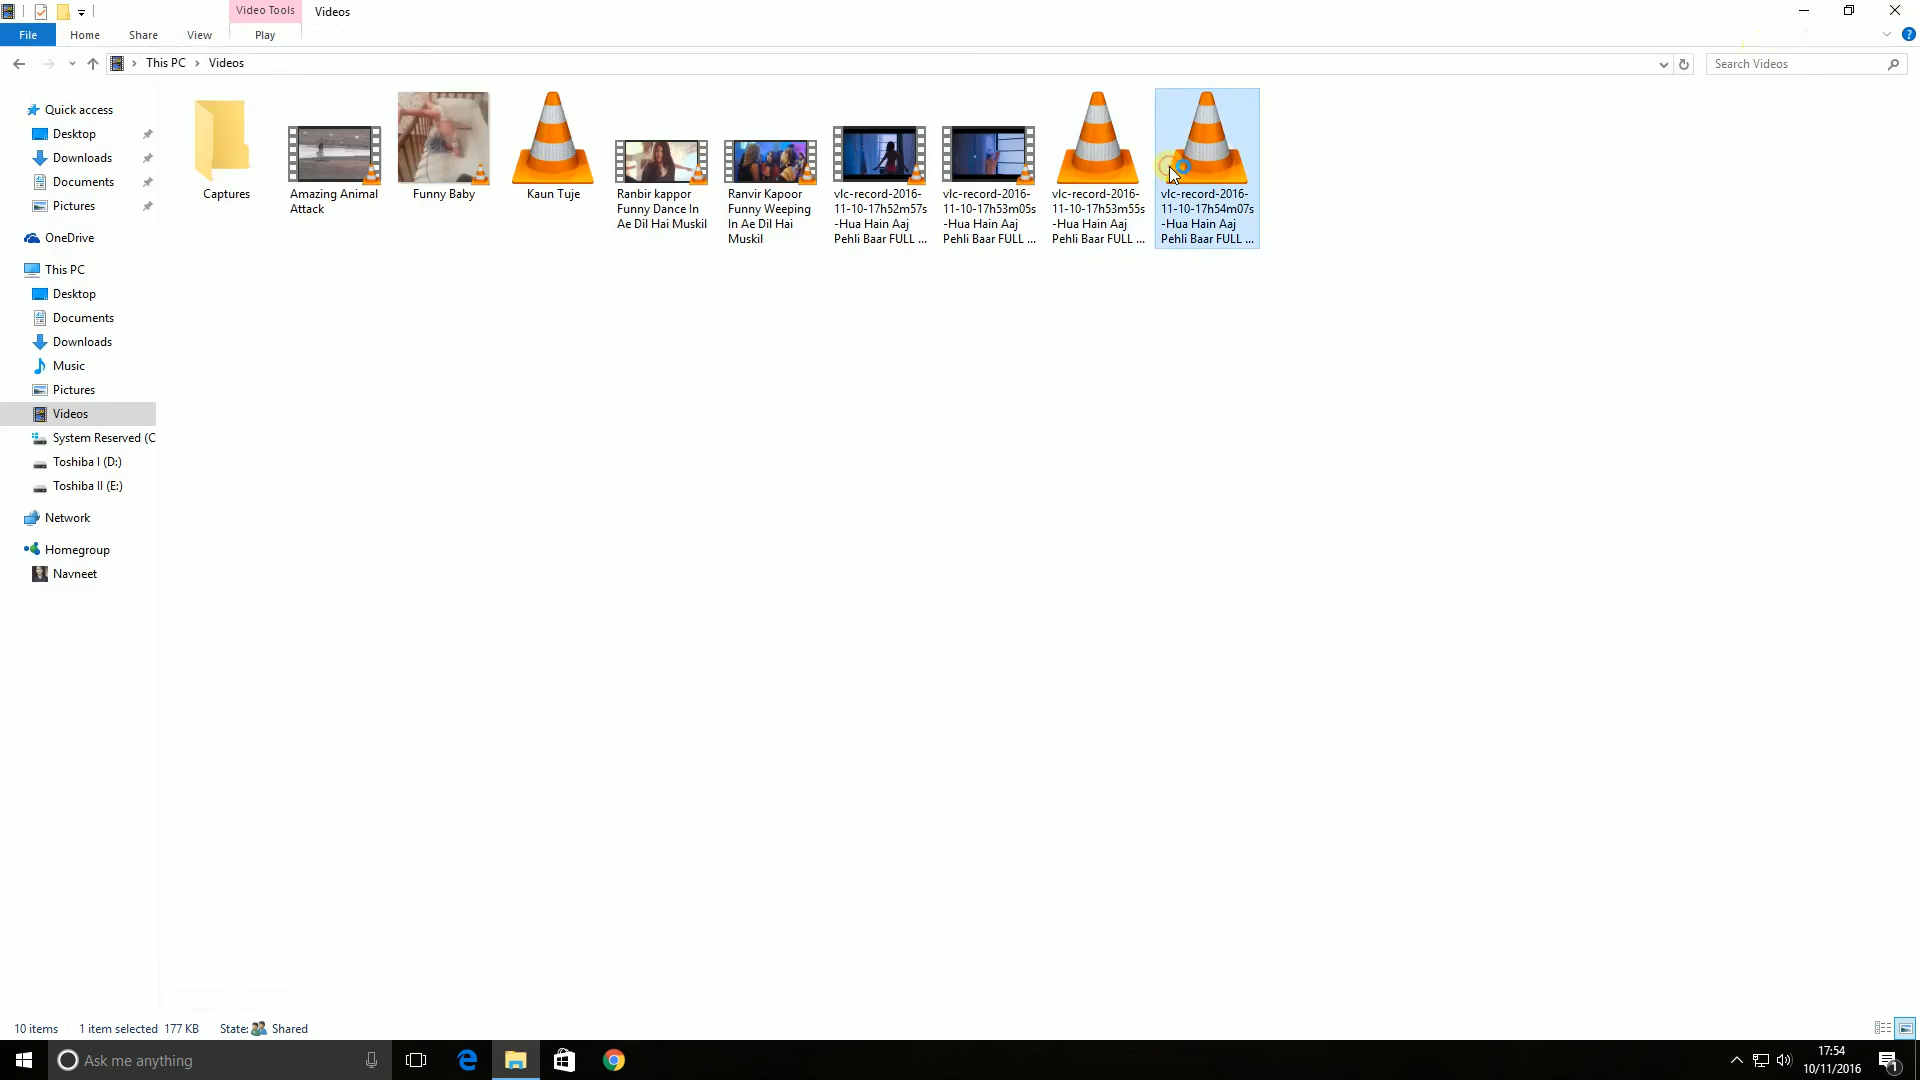 Video Tools
Videos
File
Home
Share
View
Play
This PC
Videos
Search Videos
Quick access
Desktop
Downloads
Documents
Pictures
OneDrive
This PC
Desktop
Documents
Downloads
Music
Pictures
Videos
System Reserved (C
Toshiba I (D:)
Toshiba II (E:)
Network
Homegroup
Navneet
Captures
Amazing Animal
Attack
Funny Baby
Kaun Tuje
Ranbir kappor
Funny Dance In
Ae Dil Hai Muskil
Ranvir Kapoor
Funny Weeping
In Ae Dil Hai
Muskil
vlc-record-2016-
11-10-17h52m57s
-Hua Hain Aaj
Pehli Baar FULL ...
vlc-record-2016-
11-10-17h53m05s
-Hua Hain Aaj
Pehli Baar FULL ...
vlc-record-2016-
11-10-17h53m55s
-Hua Hain Aaj
Pehli Baar FULL ...
vlc-record-2016-
11-10-17h54m07s
-Hua Hain Aaj
Pehli Baar FULL ...
10 items
1 item selected 177 KB
State: Shared
Ask me anything
17:54
10/11/2016
1